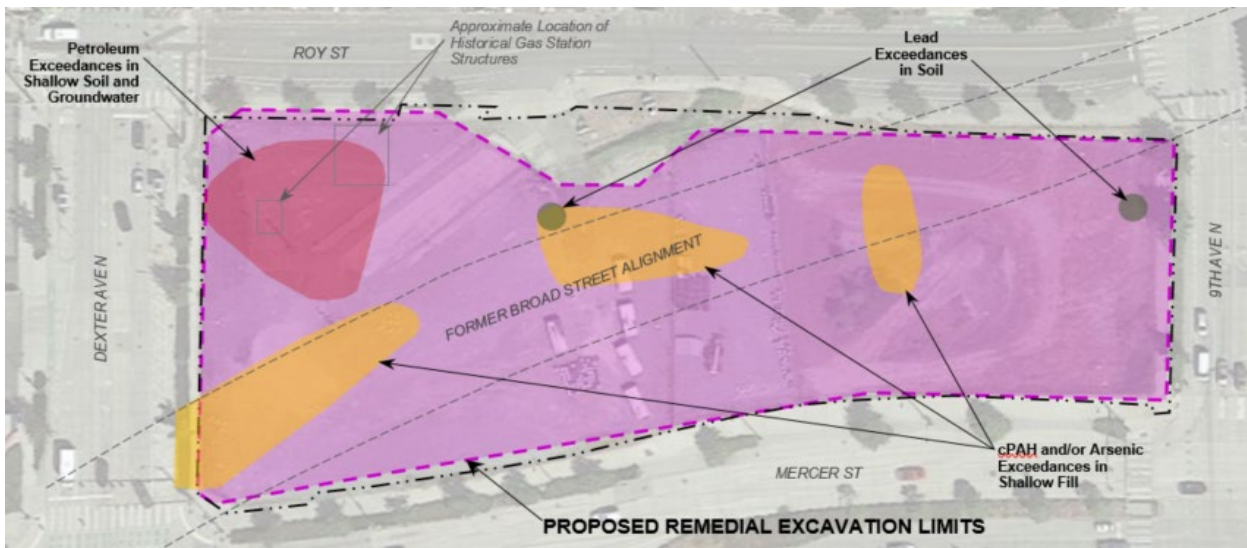 Petroleum
Exceedances in
Shallow Soil and
Groundwater
ROY ST
Approximate Location of
Historical Gas Station
Structures
Lead
Exceedances
in Soil
DEXTER AVE N
FORMER BROAD STREET ALIGNMENT
9TH AVE N
cPAH and/or Arsenic
Exceedances in
Shallow Fill
MERCER ST
PROPOSED REMEDIAL EXCAVATION LIMITS